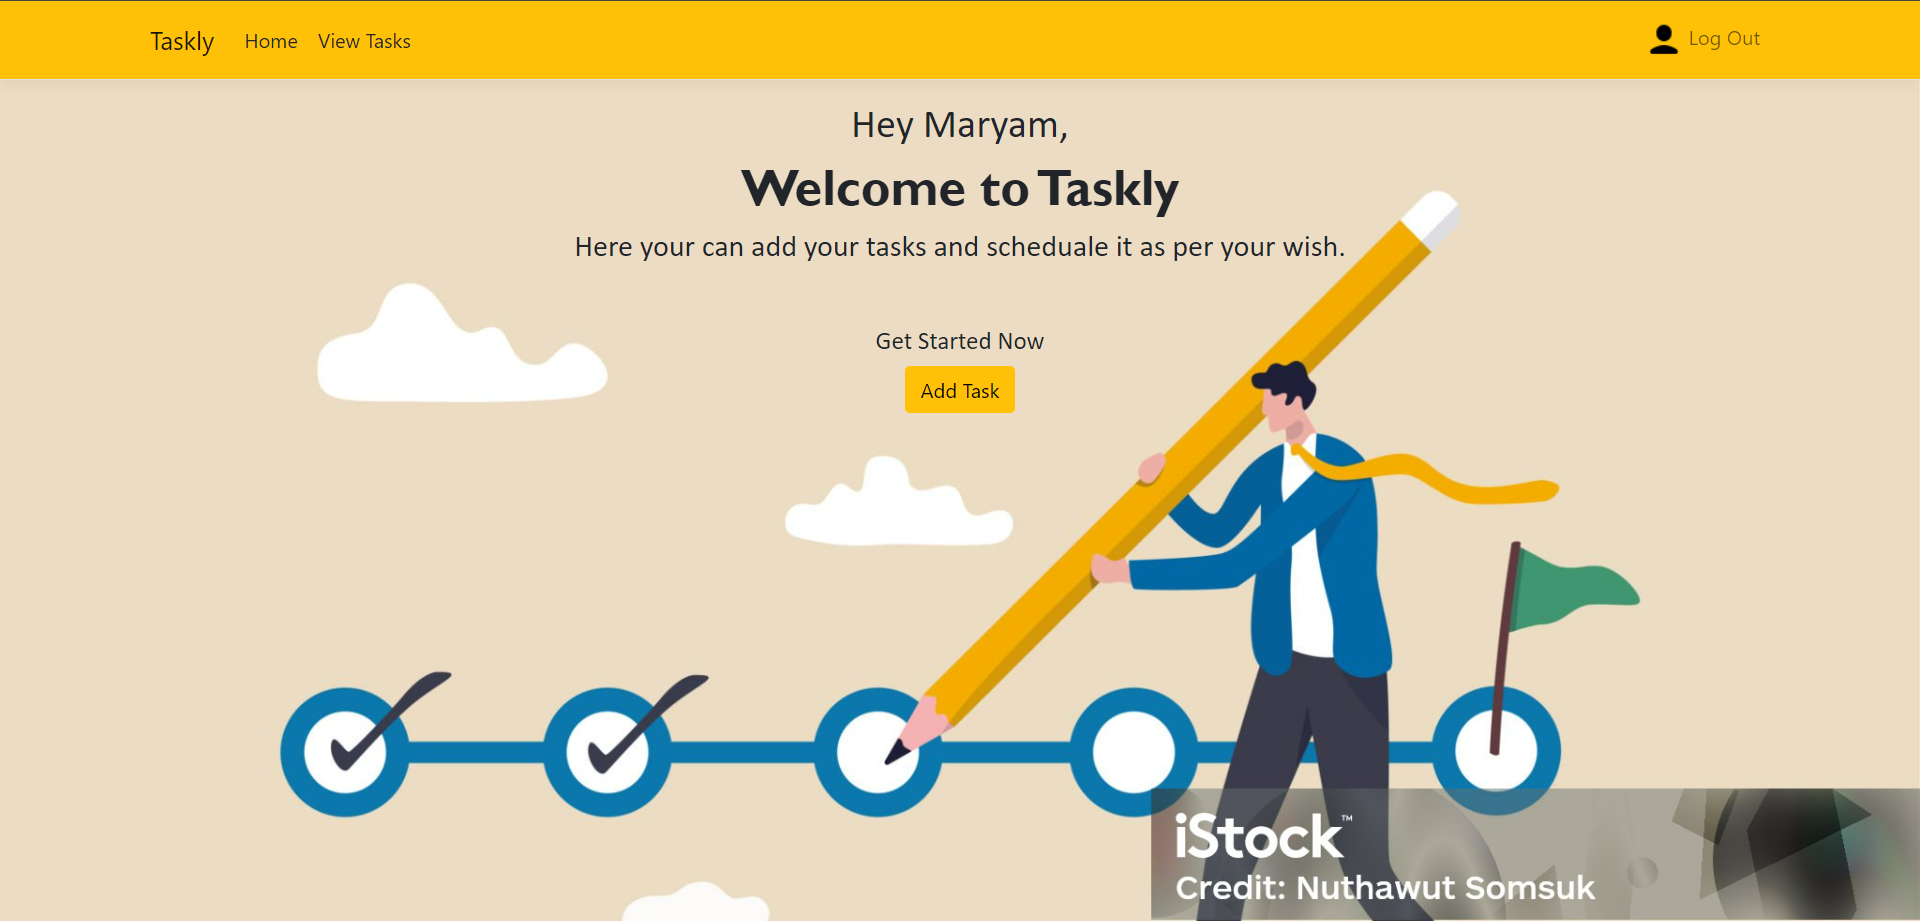 Taskly Home View Tasks Log Out
Hey Maryam,
Welcome to Taskly
Here your can add your tasks and scheduale it as per your wish.
Get Started Now
Add Task
iStock™
Credit: Nuthawut Somsuk